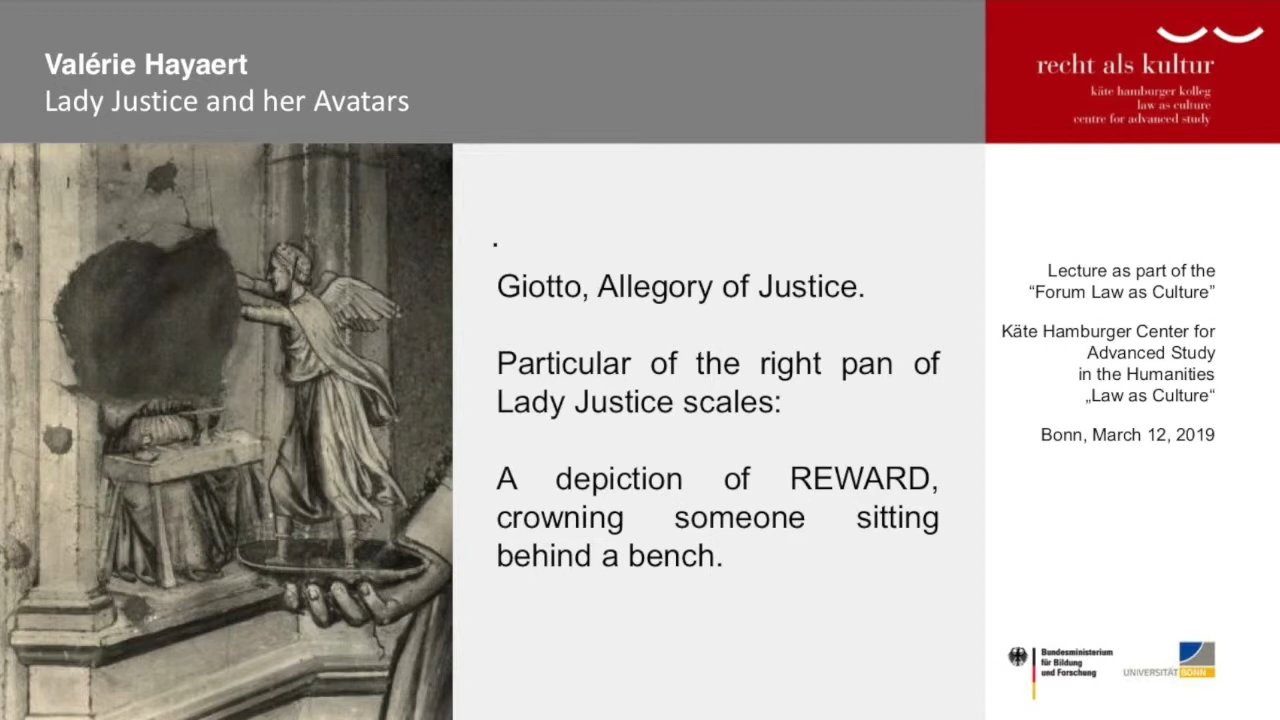 Valérie Hayaert
Lady Justice and her Avatars
recht als kultur
käte hamburger kolleg
law as culture
centre for advanced study
.
Giotto, Allegory of Justice.
Particular of the right pan of
Lady Justice scales:
A depiction of REWARD,
crowning someone sitting
behind a bench.
Lecture as part of the
“Forum Law as Culture”
Käte Hamburger Center for
Advanced Study
in the Humanities
„Law as Culture“
Bonn, March 12, 2019
Bundesministerium
für Bildung
und Forschung
UNIVERSITÄT BONN